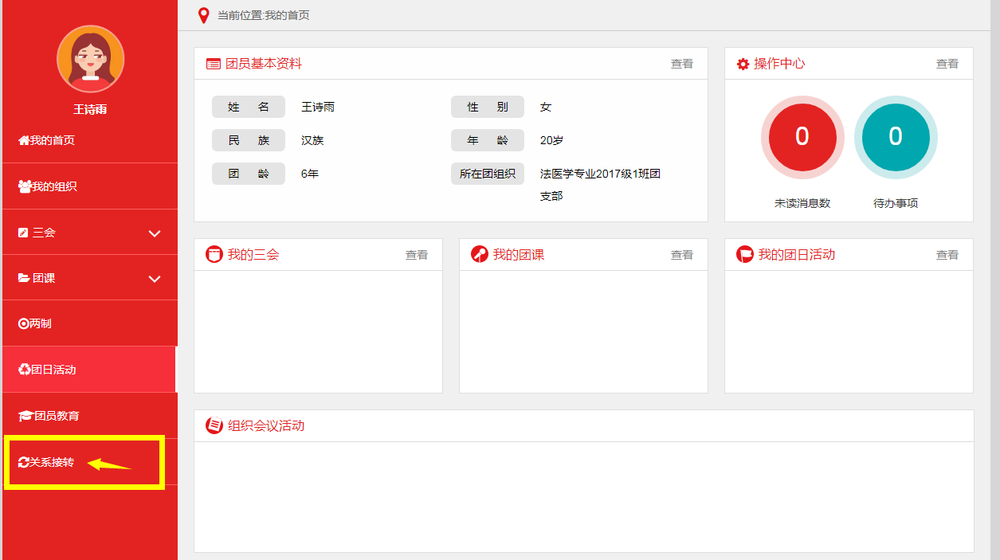 王诗雨
我的首页
我的组织
三会
团课
两制
团日活动
团员教育
关系接转
当前位置:我的首页
团员基本资料 查看
姓 名 王诗雨 性 别 女
民 族 汉族 年 龄 20岁
团 龄 6年 所在团组织 法医学专业2017级1班团
支部
操作中心 查看
0 0
未读消息数 待办事项
我的三会 查看
我的团课 查看
我的团日活动 查看
组织会议活动